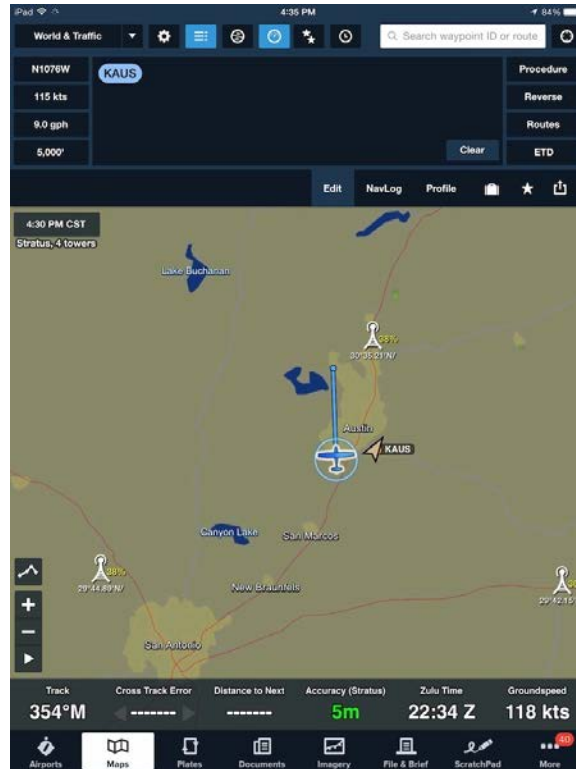 iPad
4:35 PM
84%
World & Traffic
Search waypoint ID or route
N1076W
KAUS
Procedure
115 kts
Reverse
9.0 gph
Routes
5,000'
Clear
ETD
Edit
NavLog
Profile
4:30 PM CST
Stratus, 4 towers
Lake Buchanan
38%
30°35.21'N/
Austin
KAUS
Canyon Lake
San Marcos
38%
29°44.89'N/
New Braunfels
29°42.15'
San Antonio
Track
Cross Track Error
Distance to Next
Accuracy (Stratus)
Zulu Time
Groundspeed
354°M
-------
-------
5m
22:34 Z
118 kts
40
Airports
Maps
Plates
Documents
Imagery
File & Brief
ScratchPad
More